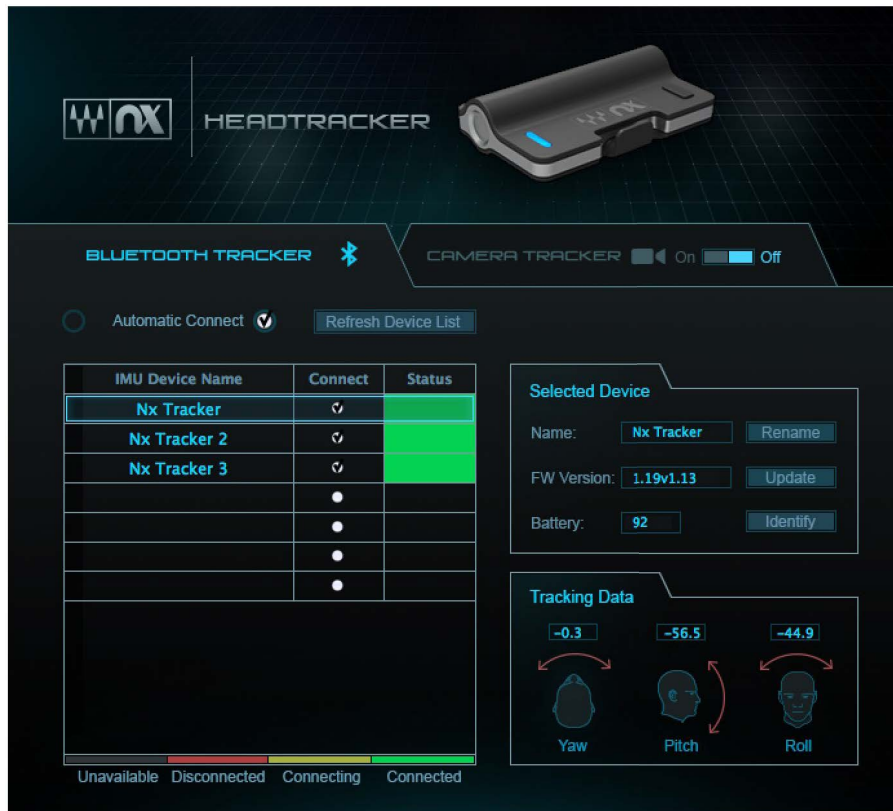 W nx HEADTRACKER
W nx
BLUETOOTH TRACKER
CAMERA TRACKER On Off
Automatic Connect Refresh Device List
IMU Device Name Connect Status
Nx Tracker
Nx Tracker 2
Nx Tracker 3
Unavailable Disconnected Connecting Connected
Selected Device
Name: Nx Tracker Rename
FW Version: 1.19v1.13 Update
Battery: 92 Identify
Tracking Data
-0.3 -56.5 -44.9
Yaw Pitch Roll